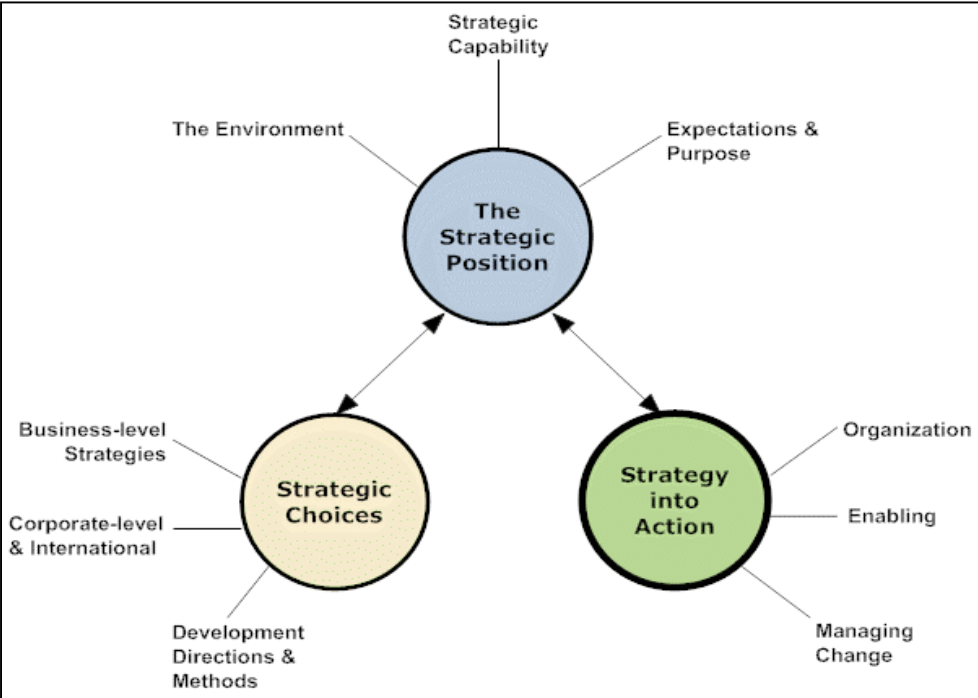 Strategic
Capability
The Environment
Expectations &
Purpose
The
Strategic
Position
Business-level
Strategies
Corporate-level
& International
Development
Directions &
Methods
Strategic
Choices
Strategy
into
Action
Organization
Enabling
Managing
Change